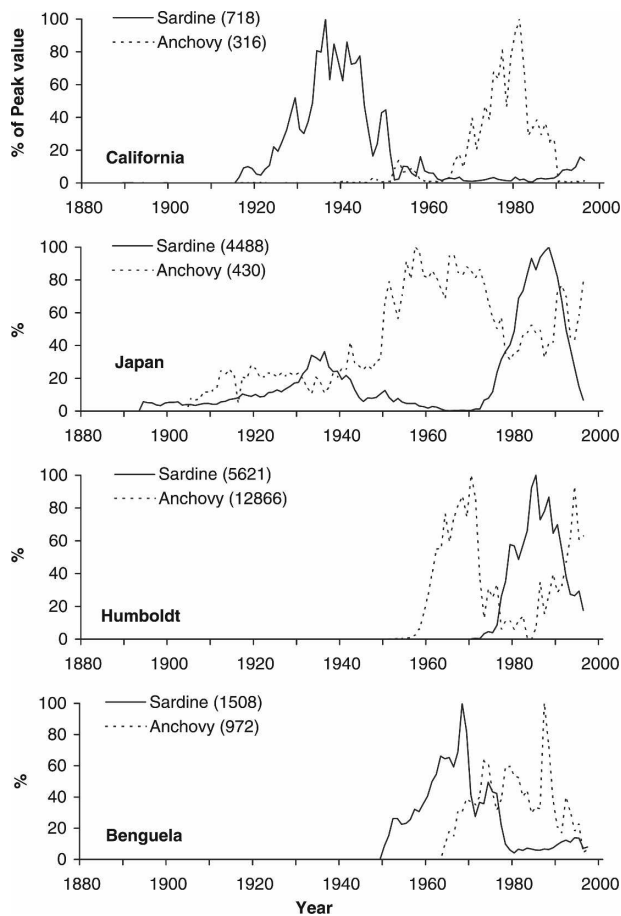 Sardine (718)
Anchovy (316)
% of Peak value
100
80
60
40
20
0
California
1880 1900 1920 1940 1960 1980 2000
Sardine (4488)
Anchovy (430)
%
100
80
60
40
20
0
Japan
1880 1900 1920 1940 1960 1980 2000
Sardine (5621)
Anchovy (12866)
%
100
80
60
40
20
0
Humboldt
1880 1900 1920 1940 1960 1980 2000
Sardine (1508)
Anchovy (972)
%
100
80
60
40
20
0
Benguela
1880 1900 1920 1940 1960 1980 2000
Year